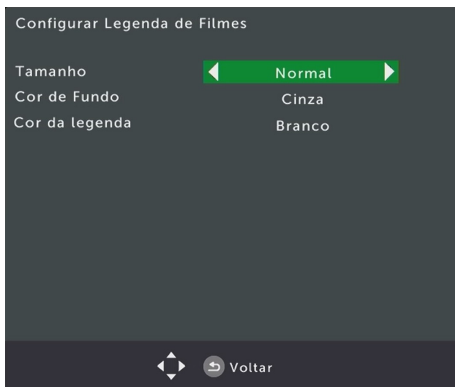 Configurar Legenda de Filmes
Tamanho Normal
Cor de Fundo Cinza
Cor da legenda Branco
Voltar